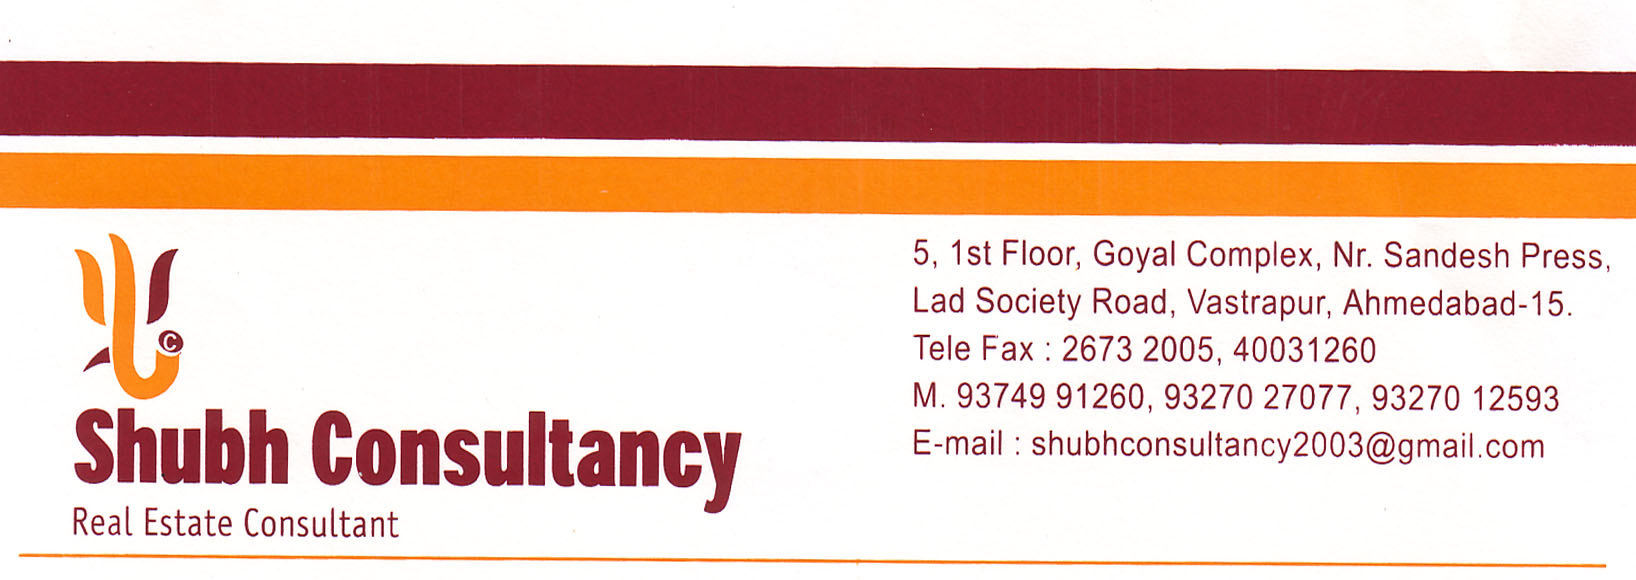 C
Shubh Consultancy
Real Estate Consultant
5, 1st Floor, Goyal Complex, Nr. Sandesh Press,
Lad Society Road, Vastrapur, Ahmedabad-15.
Tele Fax : 2673 2005, 40031260
M. 93749 91260, 93270 27077, 93270 12593
E-mail : shubhconsultancy2003@gmail.com